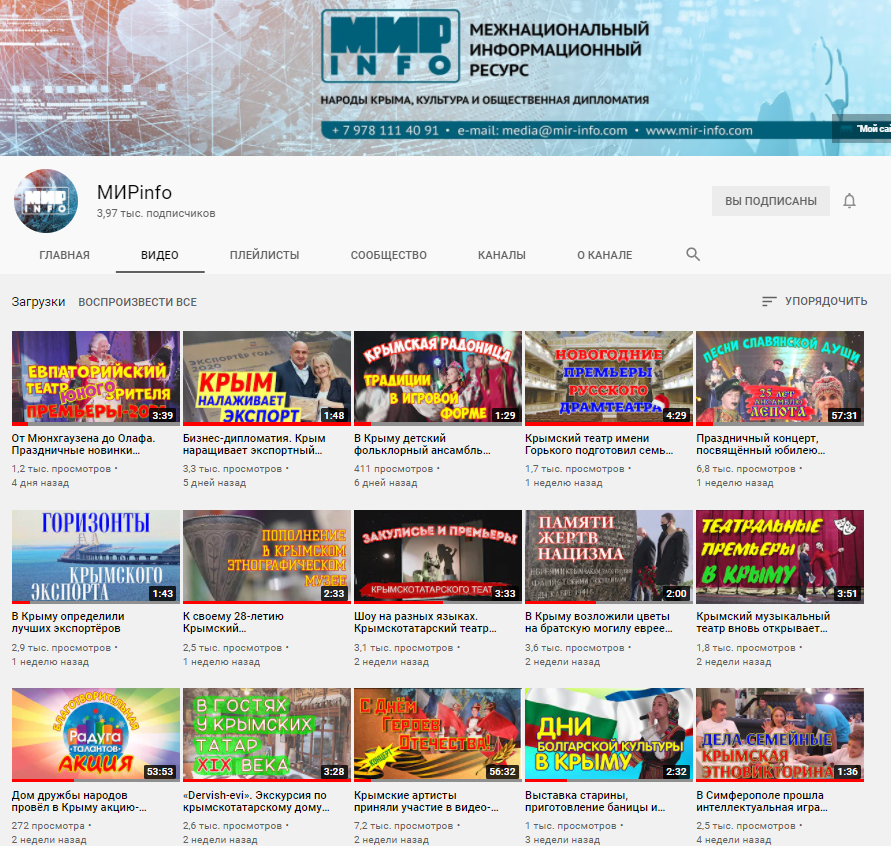 МИР
INFO
МЕЖНАЦИОНАЛЬНЫЙ
ИНФОРМАЦИОННЫЙ
РЕСУРС
НАРОДЫ КРЫМА, КУЛЬТУРА И ОБЩЕСТВЕННАЯ ДИПЛОМАТИЯ
+ 7 978 111 40 91 • e-mail: media@mir-info.com • www.mir-info.com
"Мой са
МИР
INFO
МИРinfo
3,97 тыс. подписчиков
ВЫ ПОДПИСАНЫ
ГЛАВНАЯ ВИДЕО ПЛЕЙЛИСТЫ СООБЩЕСТВО КАНАЛЫ О КАНАЛЕ
Загрузки ВОСПРОИЗВЕСТИ ВСЕ УПОРЯДОЧИТЬ
ЕВПАТОРИЙСКИЙ
ТЕАТР ЮНОГО ЗРИТЕЛЯ
ПРЕМЬЕРЫ-20
3:39
От Мюнхгаузена до Олафа.
Праздничные новинки...
1,2 тыс. просмотров •
4 дня назад
ЭКСПОРТЁР ГОДА
2020
КРЫМ
НАЛАЖИВАЕТ
ЭКСПОРТ
1:48
Бизнес-дипломатия. Крым
наращивает экспортный...
3,3 тыс. просмотров •
5 дней назад
КРЫМСКАЯ РАДОНИЦА
ТРАДИЦИИ
В ИГРОВОЙ
ФОРМЕ
1:29
В Крыму детский
фольклорный ансамбль...
411 просмотров •
6 дней назад
НОВОГОДНИЕ
ПРЕМЬЕРЫ
РУССКОГО
ДРАМТЕАТРА
4:29
Крымский театр имени
Горького подготовил семь...
1,7 тыс. просмотров •
1 неделю назад
ПЕСНИ СЛАВЯНСКОЙ ДУШИ
25 ЛЕТ
АНСАМБЛЮ
ЛЕПОТА
57:31
Праздничный концерт,
посвящённый юбилею...
6,8 тыс. просмотров •
1 неделю назад
ГОРИЗОНТЫ
КРЫМСКОГО
ЭКСПОРТА
1:43
В Крыму определили
лучших экспортёров
2,9 тыс. просмотров •
1 неделю назад
ПОПОЛНЕНИЕ
В КРЫМСКОМ
ЭТНОГРАФИЧЕСКОМ
МУЗЕЕ
2:33
К своему 28-летию
Крымский...
2,5 тыс. просмотров •
1 неделю назад
ЗАКУЛИСЬЕ И ПРЕМЬЕРЫ
КРЫМСКОТАТАРСКОГО ТЕАТ
3:33
Шоу на разных языках.
Крымскотатарский театр...
3,1 тыс. просмотров •
2 недели назад
ПАМЯТИ
ЖЕРТВ
НАЦИЗМА
2:00
В Крыму возложили цветы
на братскую могилу еврее...
3,6 тыс. просмотров •
2 недели назад
ТЕАТРАЛЬНЫЕ
ПРЕМЬЕРЫ
В КРЫМУ
3:51
Крымский музыкальный
театр вновь открывает...
1,8 тыс. просмотров •
2 недели назад
БЛАГОТВОРИТЕЛЬНАЯ
Радуга
ТАЛАНТОВ
АКЦИЯ
53:53
Дом дружбы народов
провёл в Крыму акцию-...
272 просмотра •
2 недели назад
В ГОСТЯХ
У КРЫМСКИХ
ТАТАР
XIX ВЕКА
3:28
«Dervish-evi». Экскурсия по
крымскотатарскому дому...
2,6 тыс. просмотров •
2 недели назад
С ДНЁМ
ГЕРОЕВ
ОТЕЧЕСТВА!
КОНЦЕРТ
56:32
Крымские артисты
приняли участие в видео-...
7,2 тыс. просмотров •
2 недели назад
ДНИ
БОЛГАРСКОЙ КУЛЬТУРЫ
В КРЫМУ
2:32
Выставка старины,
приготовление баницы и...
1 тыс. просмотров •
3 недели назад
ДЕЛА СЕМЕЙНЫЕ
КРЫМСКАЯ
ЭТНОВИКТОРИНА
1:36
В Симферополе прошла
интеллектуальная игра...
2,5 тыс. просмотров •
4 недели назад